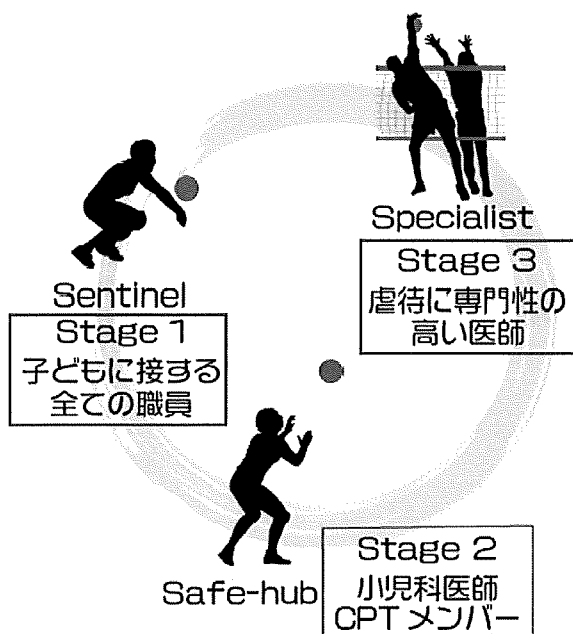 Sentinel
Stage 1
子どもに接する
全ての職員
Safe-hub
Stage 2
小児科医師
CPTメンバー
Specialist
Stage 3
虐待に専門性の
高い医師